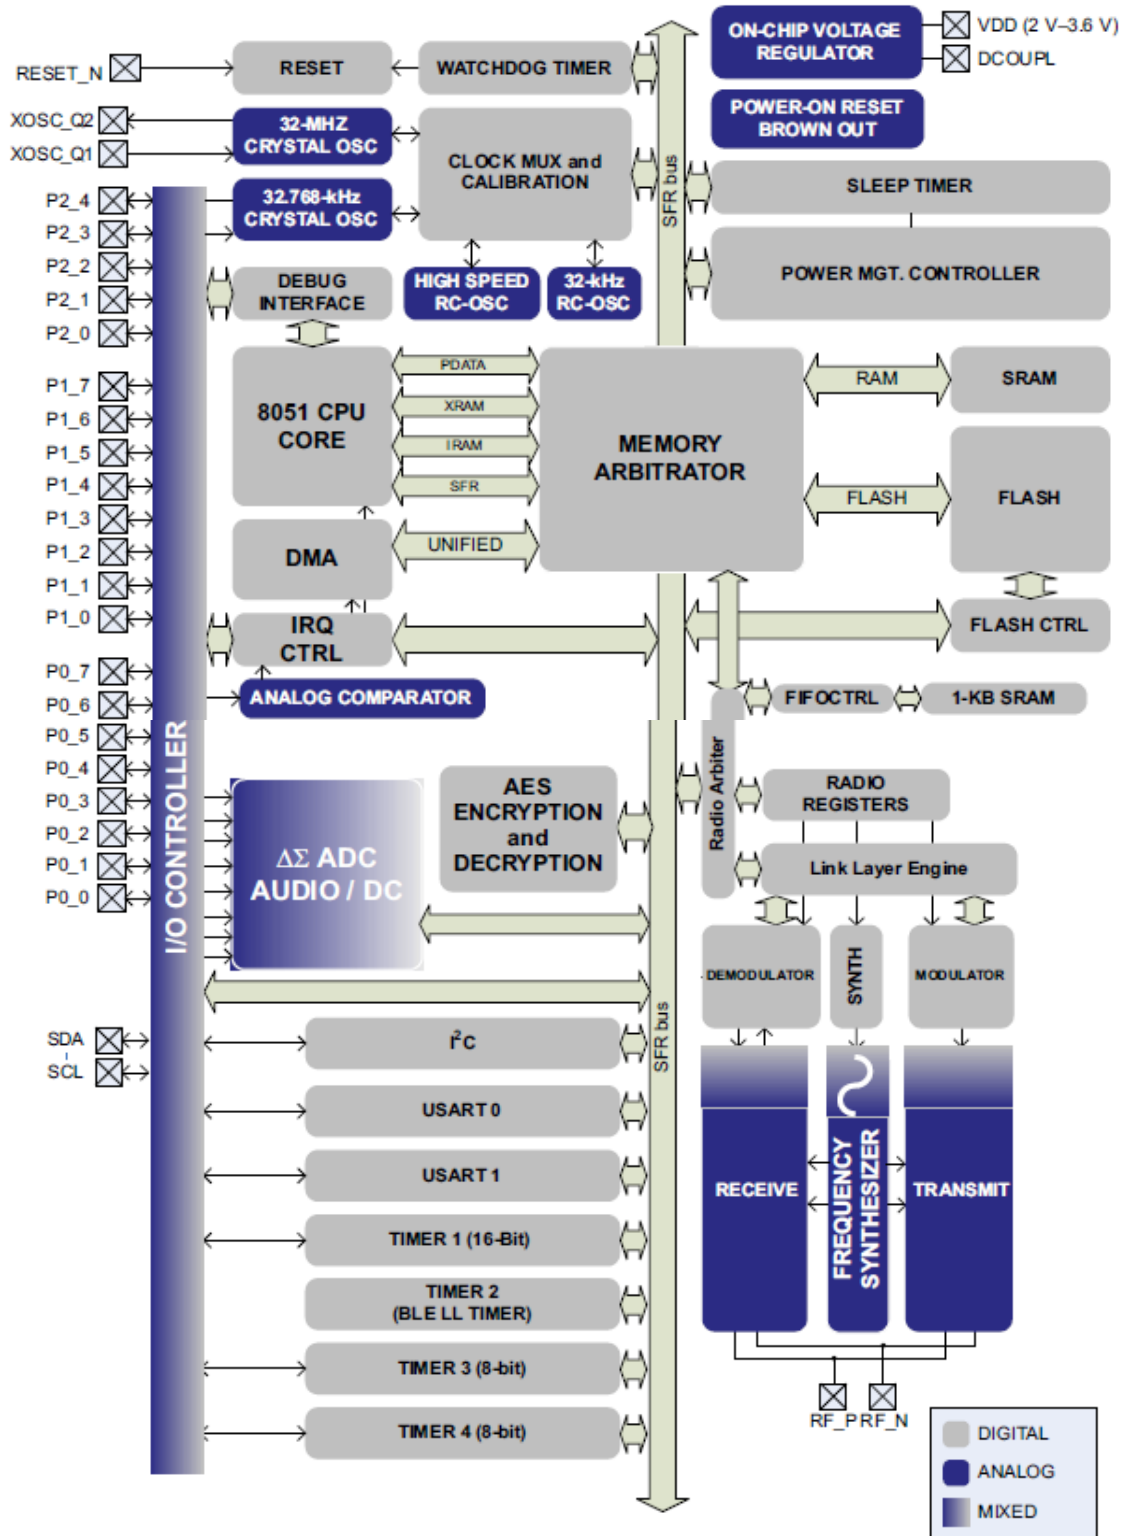 ON-CHIP VOLTAGE
REGULATOR
VDD (2 V–3.6 V)
DCOUPL
RESET_N
RESET
WATCHDOG TIMER
POWER-ON RESET
BROWN OUT
XOSC_Q2
XOSC_Q1
32-MHZ
CRYSTAL OSC
CLOCK MUX and
CALIBRATION
SFR bus
SLEEP TIMER
P2_4
P2_3
P2_2
P2_1
P2_0
32.768-kHz
CRYSTAL OSC
DEBUG
INTERFACE
HIGH SPEED
RC-OSC
32-kHz
RC-OSC
POWER MGT. CONTROLLER
P1_7
P1_6
P1_5
P1_4
P1_3
P1_2
P1_1
P1_0
8051 CPU
CORE
PDATA
XRAM
IRAM
SFR
MEMORY
ARBITRATOR
RAM
SRAM
FLASH
FLASH
DMA
UNIFIED
IRQ
CTRL
FLASH CTRL
P0_7
P0_6
P0_5
P0_4
P0_3
P0_2
P0_1
P0_0
ANALOG COMPARATOR
FIFOCTRL
1-KB SRAM
I/O CONTROLLER
ΔΣ ADC
AUDIO / DC
AES
ENCRYPTION
and
DECRYPTION
Radio Arbiter
RADIO
REGISTERS
Link Layer Engine
DEMODULATOR
SYNTH
MODULATOR
SDA
SCL
I²C
SFR bus
USART 0
USART 1
TIMER 1 (16-Bit)
TIMER 2
(BLE LL TIMER)
TIMER 3 (8-bit)
TIMER 4 (8-bit)
RECEIVE
FREQUENCY
SYNTHESIZER
TRANSMIT
RF_P
RF_N
DIGITAL
ANALOG
MIXED